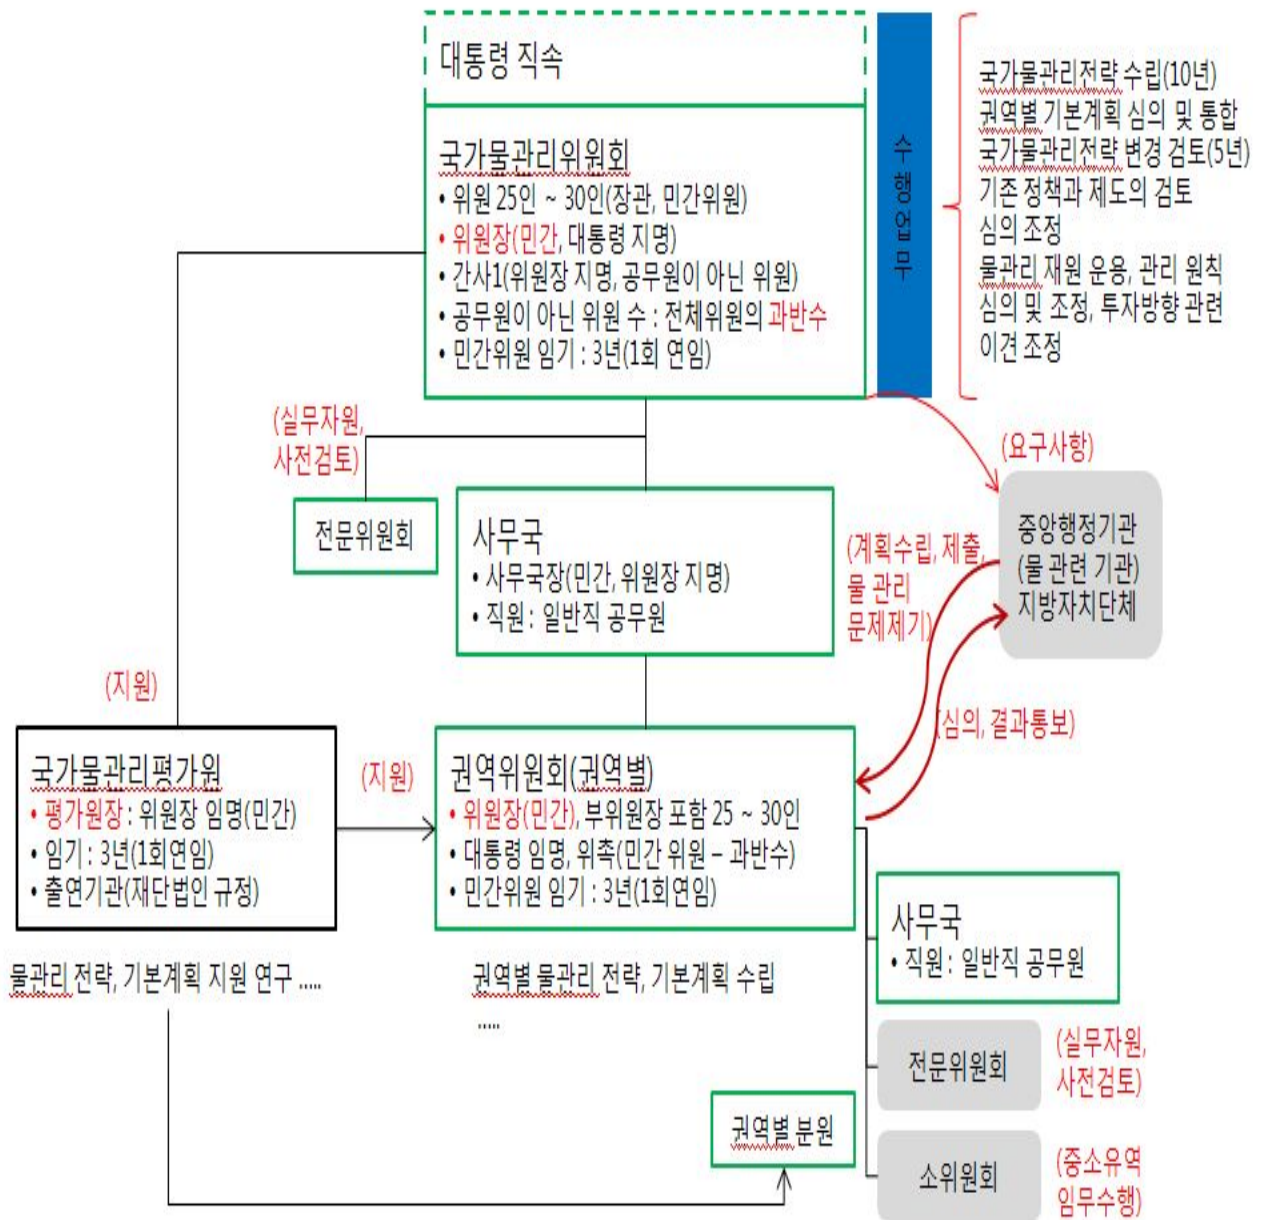 대통령 직속
국가물관리위원회
• 위원 25인 ~ 30인(장관, 민간위원)
• 위원장(민간, 대통령 지명)
• 간사1(위원장 지명, 공무원이 아닌 위원)
• 공무원이 아닌 위원 수 : 전체위원의 과반수
• 민간위원 임기 : 3년(1회 연임)
수
행
업
무
국가물관리전략 수립(10년)
권역별 기본계획 심의 및 통합
국가물관리전략 변경 검토(5년)
기존 정책과 제도의 검토
심의 조정
물관리 재원 운용, 관리 원칙
심의 및 조정, 투자방향 관련
이견 조정
(실무자원,
사전검토)
전문위원회
사무국
• 사무국장(민간, 위원장 지명)
• 직원 : 일반직 공무원
(요구사항)
중앙행정기관
(물 관련 기관)
지방자치단체
(계획수립, 제출,
물 관리
문제제기)
(심의, 결과통보)
(지원)
국가물관리평가원
• 평가원장 : 위원장 임명(민간)
• 임기 : 3년(1회연임)
• 출연기관(재단법인 규정)
물관리 전략, 기본계획 지원 연구 .....
(지원)
권역위원회(권역별)
• 위원장(민간), 부위원장 포함 25 ~ 30인
• 대통령 임명, 위촉(민간 위원 – 과반수)
• 민간위원 임기 : 3년(1회연임)
권역별 물관리 전략, 기본계획 수립
.....
사무국
• 직원 : 일반직 공무원
전문위원회
(실무자원,
사전검토)
권역별 분원
소위원회
(중소유역
임무수행)